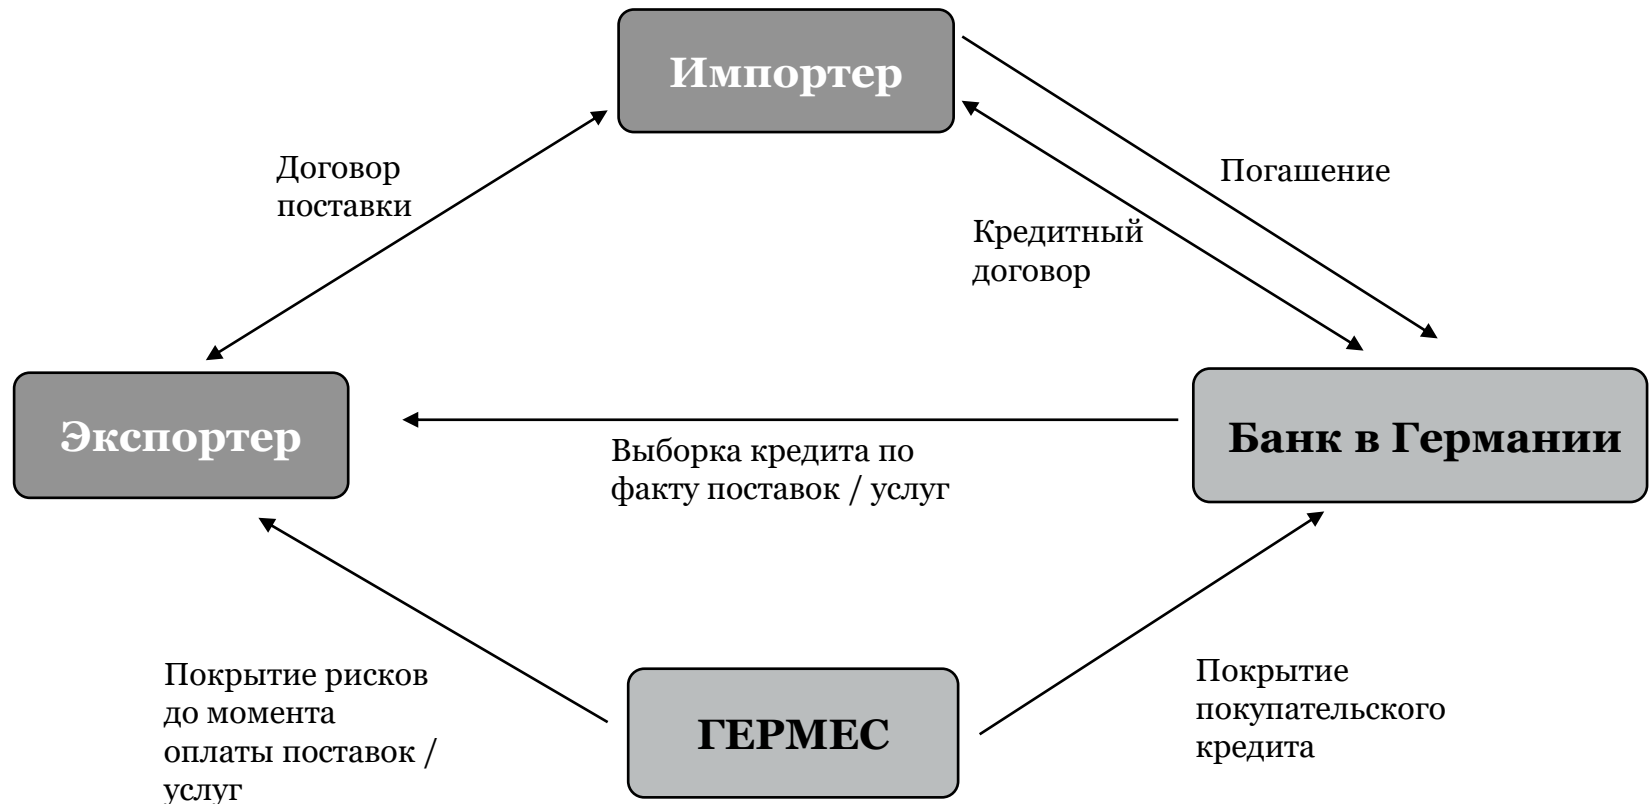 Импортер
Договор
поставки
Погашение
Кредитный
договор
Экспортер
Банк в Германии
Выборка кредита по
факту поставок / услуг
Покрытие рисков
до момента
оплаты поставок /
услуг
ГЕРМЕС
Покрытие
покупательского
кредита